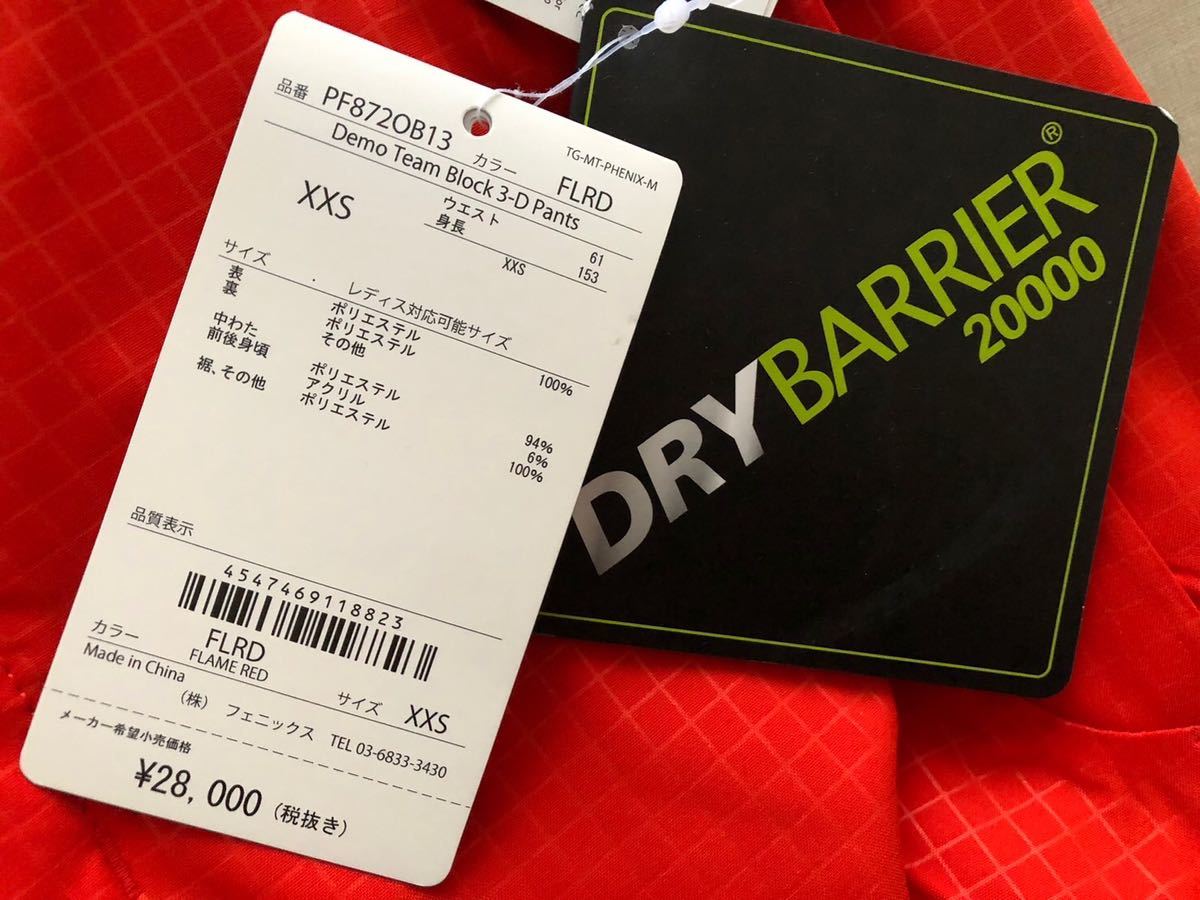 品番 PF872OB13 カラー FLRD
TG-MT-PHENIX-M
Demo Team Block 3-D Pants
XXS
ウエスト 61
身長 153
XXS
サイズ . レディス対応可能サイズ
表 ポリエステル 100%
裏 ポリエステル
その他
中わた ポリエステル 94%
前後身頃 アクリル 6%
裾、その他 ポリエステル 100%
品質表示
4547469118823
カラー FLRD
FLAME RED
サイズ XXS
Made in China
(株) フェニックス TEL 03-6833-3430
メーカー希望小売価格
¥28,000 (税抜き)
DRYBARRIER®
20000